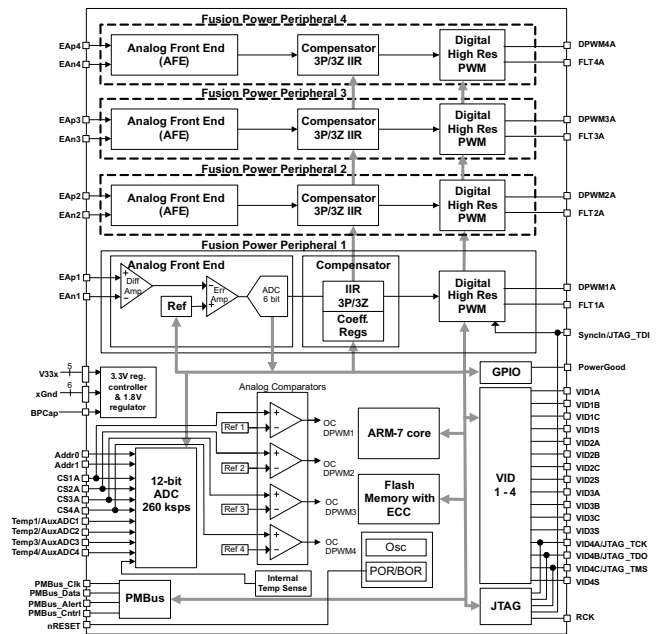 Fusion Power Peripheral 4
EAp4
EAn4
Analog Front End
(AFE)
Compensator
3P/3Z IIR
Digital
High Res
PWM
DPWM4A
FLT4A
Fusion Power Peripheral 3
EAp3
EAn3
Analog Front End
(AFE)
Compensator
3P/3Z IIR
Digital
High Res
PWM
DPWM3A
FLT3A
Fusion Power Peripheral 2
EAp2
EAn2
Analog Front End
(AFE)
Compensator
3P/3Z IIR
Digital
High Res
PWM
DPWM2A
FLT2A
Fusion Power Peripheral 1
EAp1
EAn1
Analog Front End
Diff
Amp
Ref
Err
Amp
ADC
6 bit
Compensator
IIR
3P/3Z
Coeff.
Regs
Digital
High Res
PWM
DPWM1A
FLT1A
SyncIn/JTAG_TDI
V33x
5
xGnd
6
BPCap
3.3V reg.
controller
& 1.8V
regulator
GPIO
PowerGood
Analog Comparators
Ref 1
OC
DPWM1
Ref 2
OC
DPWM2
Ref 3
OC
DPWM3
Ref 4
OC
DPWM4
ARM-7 core
Flash
Memory with
ECC
Osc
POR/BOR
VID
1 - 4
VID1A
VID1B
VID1C
VID1S
VID2A
VID2B
VID2C
VID2S
VID3A
VID3B
VID3C
VID3S
VID4A/JTAG_TCK
VID4B/JTAG_TDO
VID4C/JTAG_TMS
VID4S
Addr0
Addr1
CS1A
CS2A
CS3A
CS4A
Temp1/AuxADC1
Temp2/AuxADC2
Temp3/AuxADC3
Temp4/AuxADC4
12-bit
ADC
260 ksps
Internal
Temp Sense
PMBus_Clk
PMBus_Data
PMBus_Alert
PMBus_Cntrl
nRESET
PMBus
JTAG
RCK